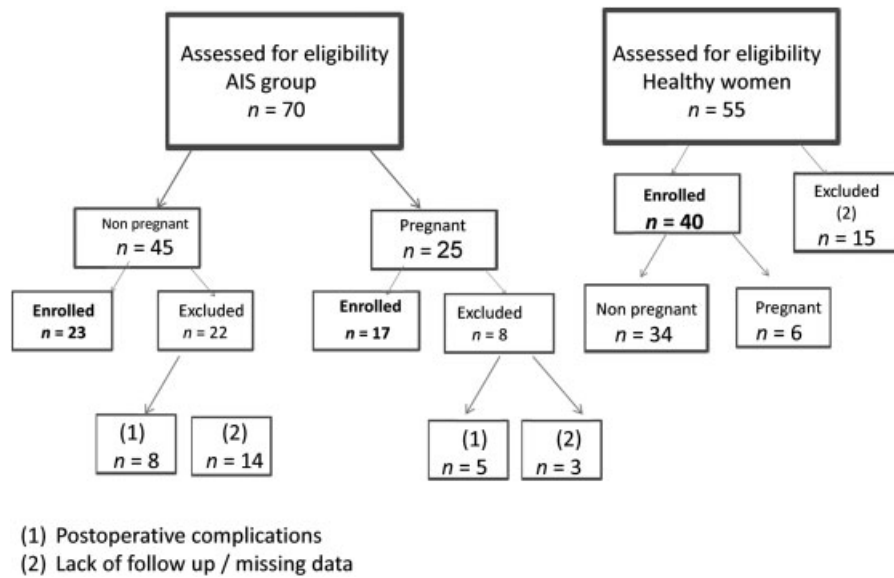 Assessed for eligibility
AIS group
n = 70
Assessed for eligibility
Healthy women
n = 55
Non pregnant
n = 45
Pregnant
n = 25
Enrolled
n = 40
Excluded
(2)
n = 15
Enrolled
n = 23
Excluded
n = 22
Enrolled
n = 17
Excluded
n = 8
Non pregnant
n = 34
Pregnant
n = 6
(1)
n = 8
(2)
n = 14
(1)
n = 5
(2)
n = 3
(1) Postoperative complications
(2) Lack of follow up / missing data